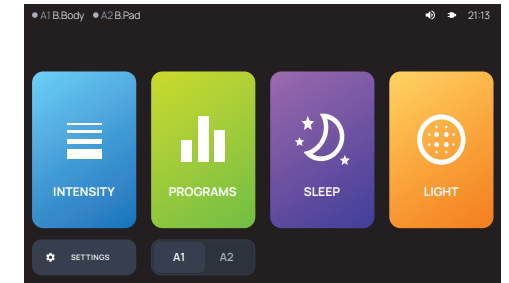 A1 B.Body A2 B.Pad 21:13
INTENSITY PROGRAMS SLEEP LIGHT
SETTINGS A1 A2